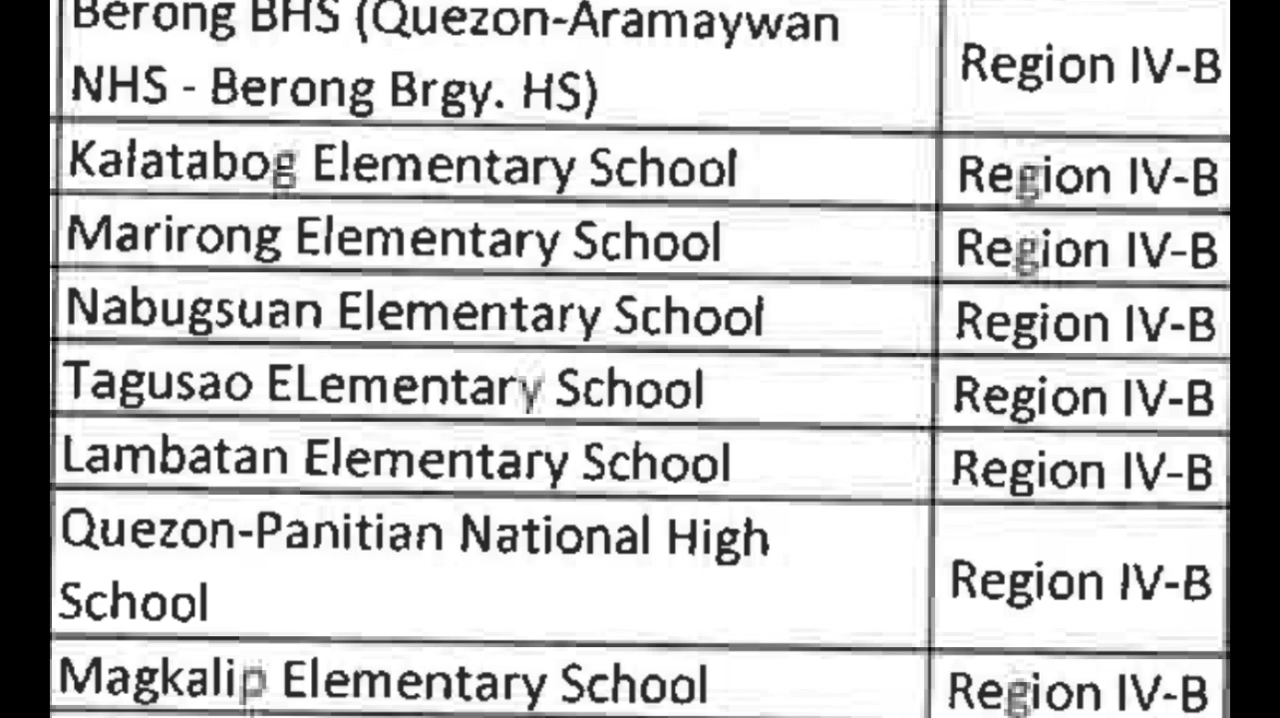 Berong BHS (Quezon-Aramaywan
NHS - Berong Brgy. HS)
Region IV-B
Kalatabog Elementary School
Region IV-B
Marirong Elementary School
Region IV-B
Nabugsuan Elementary School
Region IV-B
Tagusao ELementary School
Region IV-B
Lambatan Elementary School
Region IV-B
Quezon-Panitian National High
School
Region IV-B
Magkalip Elementary School
Region IV-B